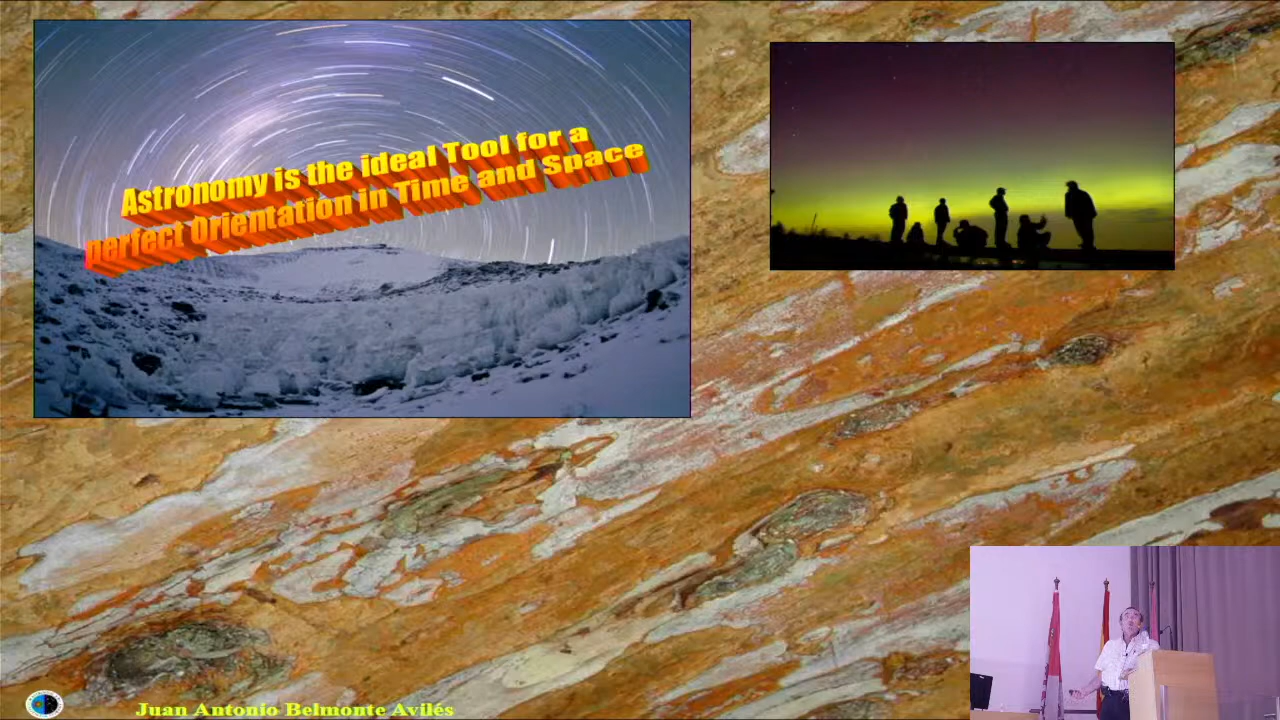 Astronomy is the ideal Tool for a
perfect Orientation in Time and Space
Juan Antonio Belmonte Avilés